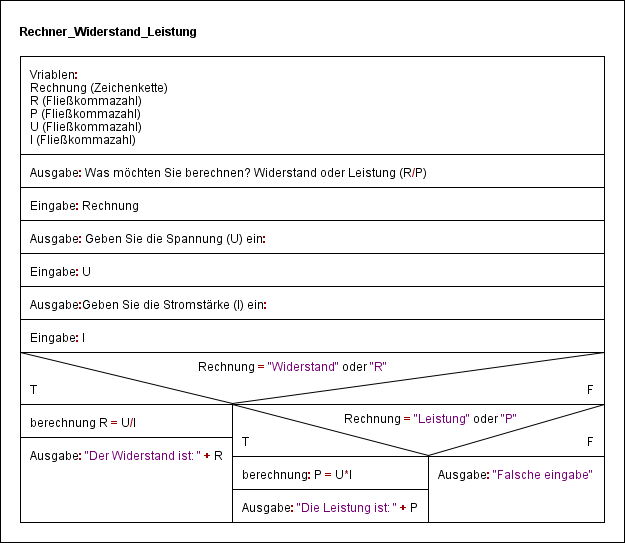 Rechner_Widerstand_Leistung
Vriablen:
Rechnung (Zeichenkette)
R (Fließkommazahl)
P (Fließkommazahl)
U (Fließkommazahl)
I (Fließkommazahl)
Ausgabe: Was möchten Sie berechnen? Widerstand oder Leistung (R/P)
Eingabe: Rechnung
Ausgabe: Geben Sie die Spannung (U) ein:
Eingabe: U
Ausgabe:Geben Sie die Stromstärke (I) ein:
Eingabe: I
Rechnung = "Widerstand" oder "R"
T
F
berechnung R = U/I
Ausgabe: "Der Widerstand ist: " + R
Rechnung = "Leistung" oder "P"
T
F
berechnung: P = U*I
Ausgabe: "Die Leistung ist: " + P
Ausgabe: "Falsche eingabe"